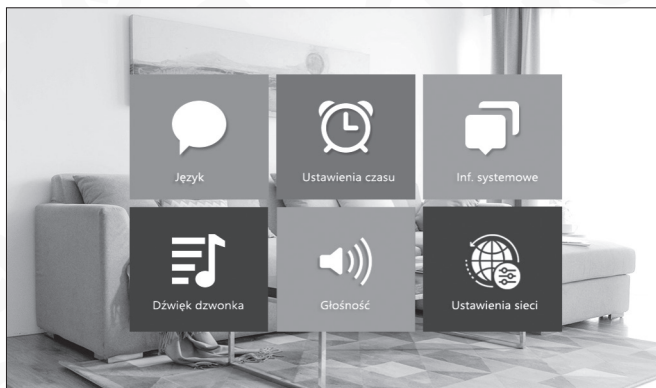 Język
Ustawienia czasu
Inf. systemowe
Dźwięk dzwonka
Głośność
Ustawienia sieci